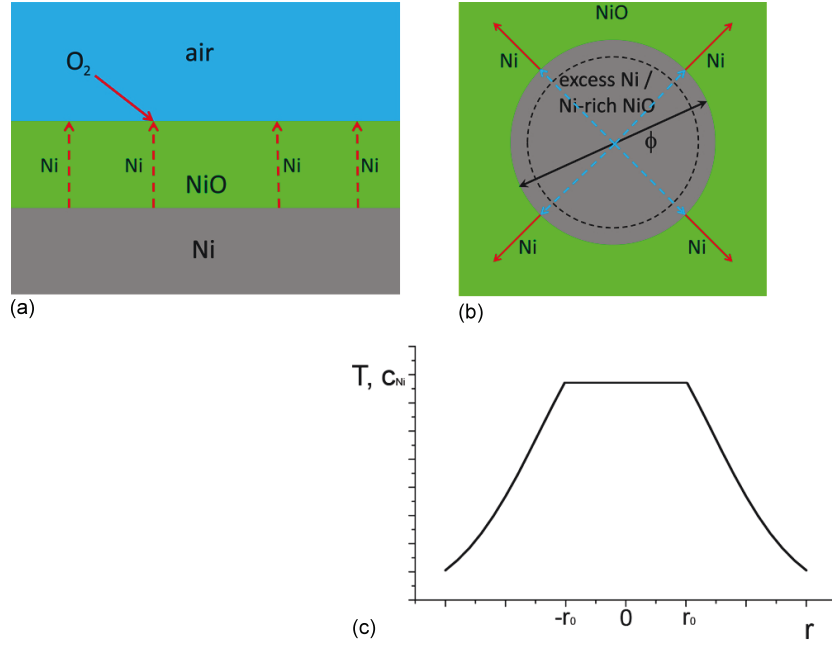 air
O₂
Ni Ni Ni Ni
NiO
Ni
(a)
NiO
Ni Ni
excess Ni /
Ni-rich NiO
ϕ
Ni Ni
(b)
T, cNi
-r₀ 0 r₀
r
(c)